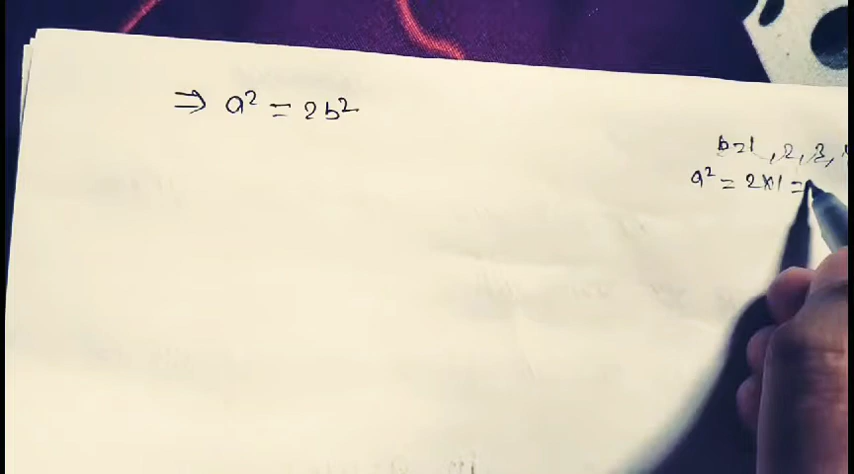 ⇒ a² = 2b²
b=1, 2, 3,
a² = 2×1 =